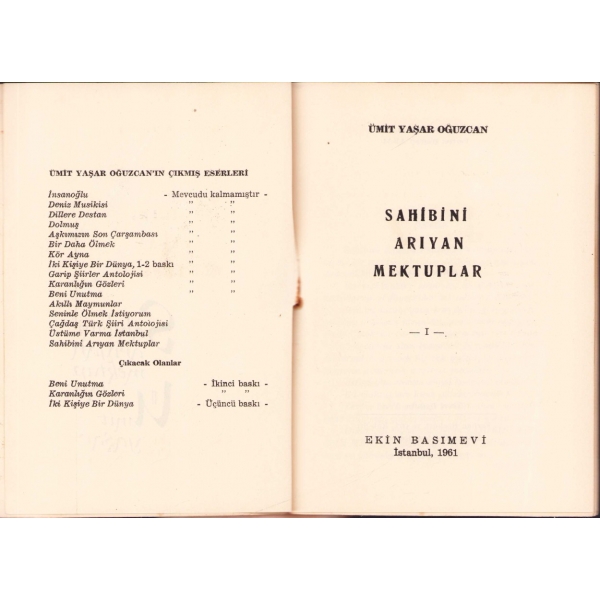 ÜMİT YAŞAR OĞUZCAN'IN ÇIKMIŞ ESERLERİ
İnsanoğlu - Mevcudu kalmamıştır -
Deniz Musikisi " "
Dillere Destan " "
Dolmuş " "
Aşkımızın Son Çarşambası " "
Bir Daha Ölmek " "
Kör Ayna " "
İki Kişiye Bir Dünya, 1-2 baskı " "
Garip Şiirler Antolojisi " "
Karanlığın Gözleri " "
Beni Unutma " "
Akıllı Maymunlar
Seninle Ölmek İstiyorum
Çağdaş Türk Şiiri Antolojisi
Üstüme Varma İstanbul
Sahibini Arıyan Mektuplar
Çıkacak Olanlar
Beni Unutma - İkinci baskı -
Karanlığın Gözleri " "
İki Kişiye Bir Dünya - Üçüncü baskı -
ÜMİT YAŞAR OĞUZCAN
SAHİBİNİ
ARIYAN
MEKTUPLAR
— I —
EKİN BASIMEVİ
İstanbul, 1961